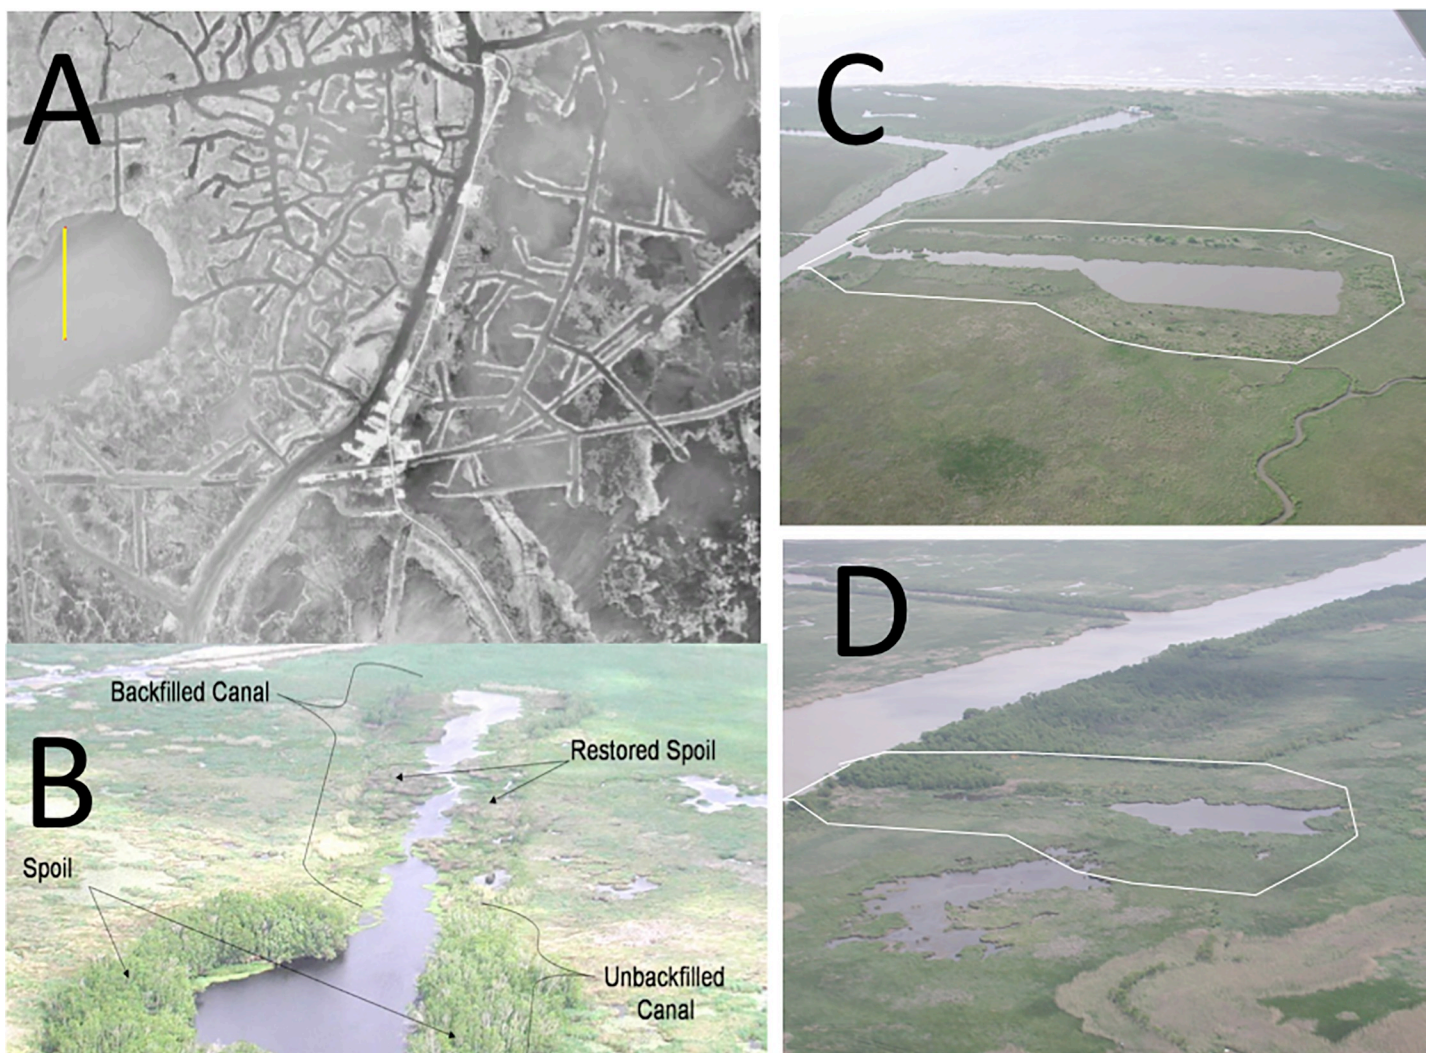 A
C
Backfilled Canal
B
Restored Spoil
Spoil
Unbackfilled
Canal
D